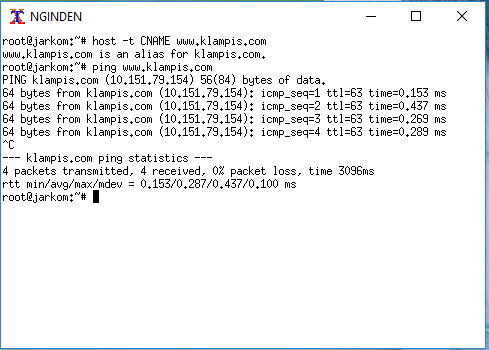 NGINDEN
root@jarkom:~# host -t CNAME www.klampis.com
www.klampis.com is an alias for klampis.com.
root@jarkom:~# ping www.klampis.com
PING klampis.com (10.151.79.154) 56(84) bytes of data.
64 bytes from klampis.com (10.151.79.154): icmp_seq=1 ttl=63 time=0.153 ms
64 bytes from klampis.com (10.151.79.154): icmp_seq=2 ttl=63 time=0.437 ms
64 bytes from klampis.com (10.151.79.154): icmp_seq=3 ttl=63 time=0.269 ms
64 bytes from klampis.com (10.151.79.154): icmp_seq=4 ttl=63 time=0.289 ms
^C
--- klampis.com ping statistics ---
4 packets transmitted, 4 received, 0% packet loss, time 3096ms
rtt min/avg/max/mdev = 0.153/0.287/0.437/0.100 ms
root@jarkom:~#